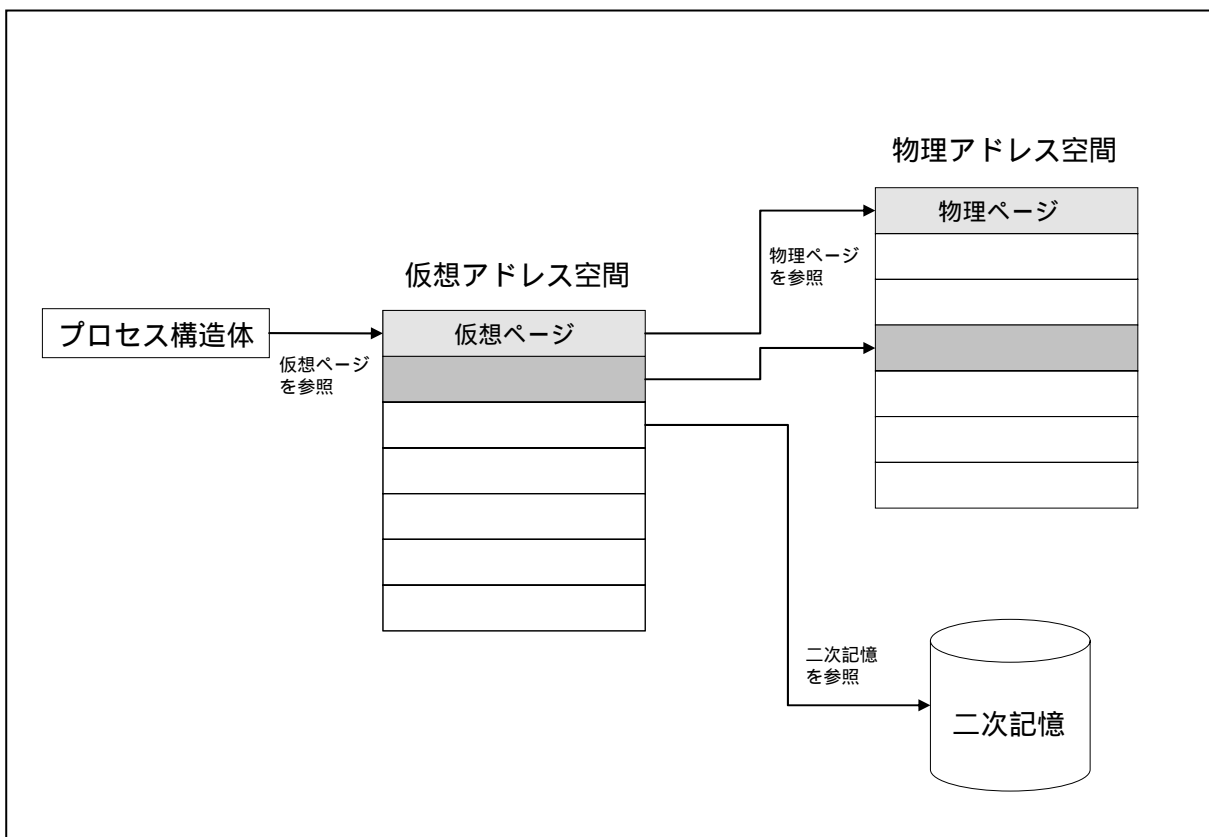 物理アドレス空間
物理ページ
物理ページ
を参照
仮想アドレス空間
プロセス構造体
仮想ページ
仮想ページ
を参照
二次記憶
を参照
二次記憶